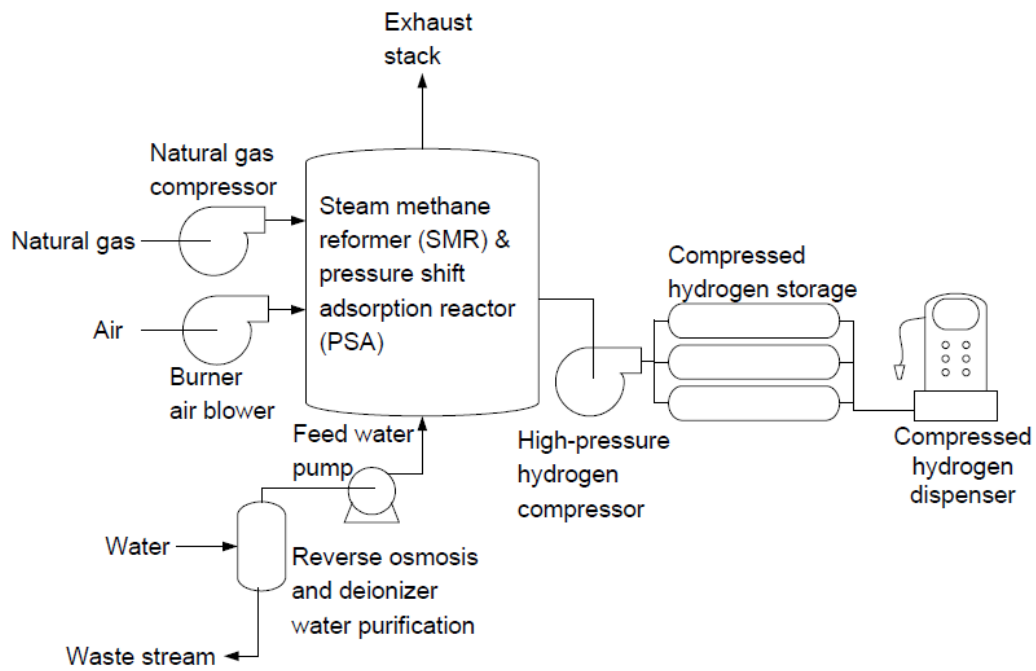 Exhaust
stack
Natural gas
compressor
Natural gas
Steam methane
reformer (SMR) &
pressure shift
adsorption reactor
(PSA)
Air
Burner
air blower
Compressed
hydrogen storage
Feed water
pump
High-pressure
hydrogen
compressor
Compressed
hydrogen
dispenser
Water
Reverse osmosis
and deionizer
water purification
Waste stream